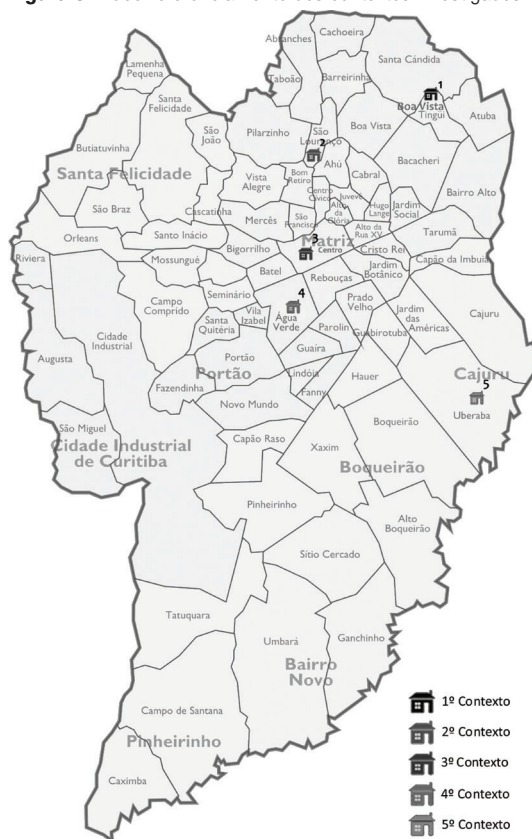 Abranches
Cachoeira
Santa Cândida
Lamenha
Pequena
Taboão
Barreirinha
Santa
Felicidade
Boa Vista
1
Tingui
Atuba
São
João
Pilarzinho
São
Lourenço
2
Boa Vista
Butiatuvinha
Ahú
Bacacheri
Santa Felicidade
Vista
Alegre
Bom
Retiro
Cabral
Centro
Cívico
Juvevê
Bairro Alto
São Braz
Cascatinha
Mercês
São
Francisco
Alto
da
Glória
Hugo
Lange
Jardim
Social
Orleans
Santo Inácio
Alto da
Rua XV
Tarumã
Matriz
3
Centro
Cristo Rei
Riviera
Mossunguê
Bigorrilho
Capão da Imbuia
Batel
Rebouças
Jardim
Botânico
Campo
Comprido
Seminário
4
Prado
Velho
Cajuru
Cidade
Industrial
Santa
Quitéria
Vila
Izabel
Água
Verde
Parolin
Guabirotuba
Jardim
das
Américas
Augusta
Portão
Guaíra
Portão
Lindóia
Hauer
Cajuru
5
Fazendinha
Fanny
Novo Mundo
Uberaba
São Miguel
Boqueirão
Cidade Industrial
de Curitiba
Capão Raso
Xaxim
Boqueirão
Pinheirinho
Alto
Boqueirão
Sítio Cercado
Tatuquara
Umbará
Ganchinho
Bairro
Novo
Campo de Santana
Pinheirinho
Caximba
1º Contexto
2º Contexto
3º Contexto
4º Contexto
5º Contexto